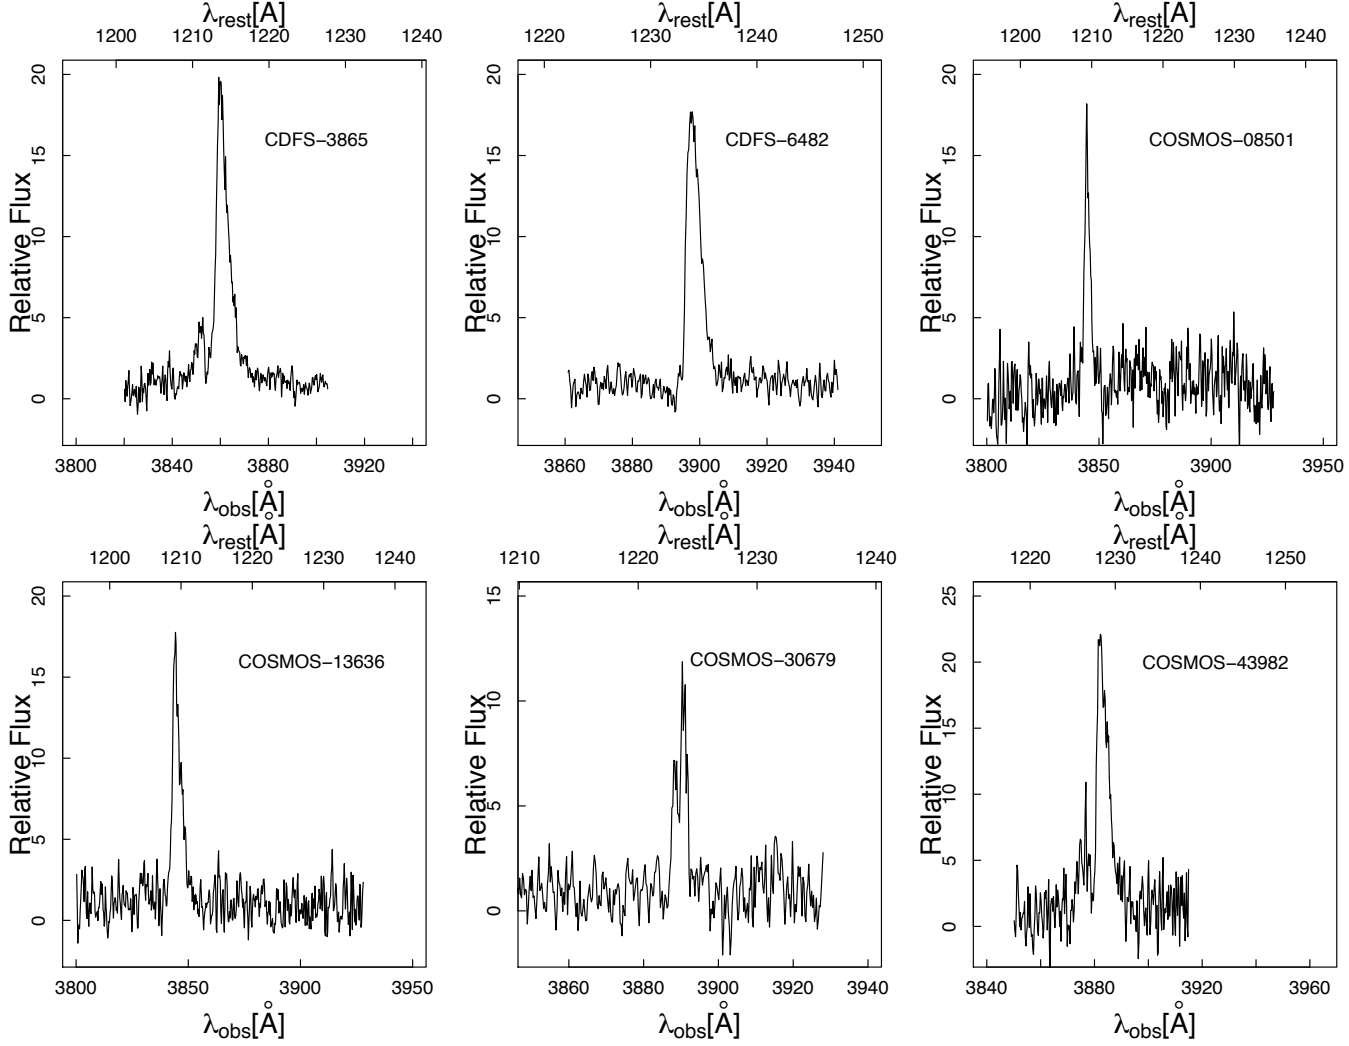 λrest[A]
1200 1210 1220 1230 1240
20
15
10
5
0
Relative Flux
CDFS−3865
3800 3840 3880 3920
λobs[Å]
λrest[A]
1220 1230 1240 1250
20
15
10
5
0
Relative Flux
CDFS−6482
3860 3880 3900 3920 3940
λobs[Å]
λrest[A]
1200 1210 1220 1230 1240
20
15
10
5
0
Relative Flux
COSMOS−08501
3800 3850 3900 3950
λobs[Å]
λrest[Å]
1200 1210 1220 1230 1240
20
15
10
5
0
Relative Flux
COSMOS−13636
3800 3850 3900 3950
λobs[Å]
λrest[Å]
1210 1220 1230 1240
15
10
5
0
Relative Flux
COSMOS−30679
3860 3880 3900 3920 3940
λobs[Å]
λrest[Å]
1220 1230 1240 1250
25
20
15
10
5
0
Relative Flux
COSMOS−43982
3840 3880 3920 3960
λobs[Å]